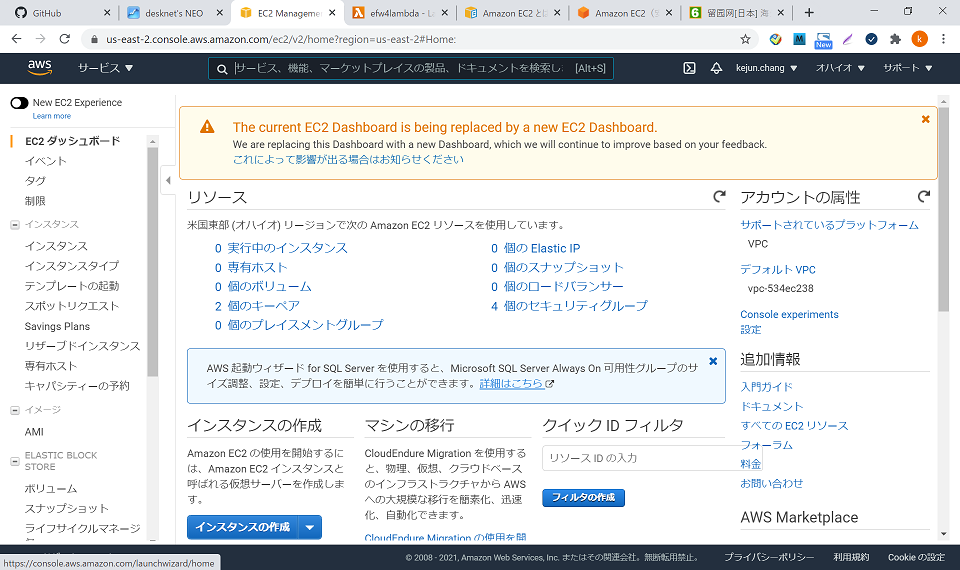 GitHub
desknet's NEO
EC2 Manageme
efw4lambda - L
Amazon EC2 と
Amazon EC2
留园网[日本] 海
us-east-2.console.aws.amazon.com/ec2/v2/home?region=us-east-2#Home:
New
k
aws
サービス
サービス、機能、マーケットプレイスの製品、ドキュメントを検索し
[Alt+S]
kejun.chang
オハイオ
サポート
New EC2 Experience
Learn more
EC2 ダッシュボード
イベント
タグ
制限
インスタンス
インスタンス
インスタンスタイプ
テンプレートの起動
スポットリクエスト
Savings Plans
リザーブドインスタンス
専有ホスト
キャパシティーの予約
イメージ
AMI
ELASTIC BLOCK
STORE
ボリューム
スナップショット
ライフサイクルマネージ
The current EC2 Dashboard is being replaced by a new EC2 Dashboard.
We are replacing this Dashboard with a new Dashboard, which we will continue to improve based on your feedback.
これによって影響が出る場合はお知らせください
リソース
米国東部 (オハイオ) リージョンで次の Amazon EC2 リソースを使用しています。
0 実行中のインスタンス
0 個の Elastic IP
0 専有ホスト
0 個のスナップショット
0 個のボリューム
0 個のロードバランサー
2 個のキーペア
4 個のセキュリティグループ
0 個のプレイスメントグループ
AWS 起動ウィザード for SQL Server を使用すると、Microsoft SQL Server Always On 可用性グループのサ
イズ調整、設定、デプロイを簡単に行うことができます。詳細はこちら
インスタンスの作成
Amazon EC2 の使用を開始するに
は、Amazon EC2 インスタンスと
呼ばれる仮想サーバーを作成しま
す。
インスタンスの作成
マシンの移行
CloudEndure Migration を使用する
と、物理、仮想、クラウドベース
のインフラストラクチャから AWS
への大規模な移行を簡素化、迅速
化、自動化できます。
CloudEndure Migration の使用を開
クイック ID フィルタ
リソース ID の入力
フィルタの作成
アカウントの属性
サポートされているプラットフォーム
VPC
デフォルト VPC
vpc-534ec238
Console experiments
設定
追加情報
入門ガイド
ドキュメント
すべての EC2 リソース
フォーラム
料金
お問い合わせ
AWS Marketplace
https://console.aws.amazon.com/launchwizard/home
© 2008 - 2021, Amazon Web Services, Inc. またはその関連会社。無断転用禁止。
プライバシーポリシー
利用規約
Cookie の設定